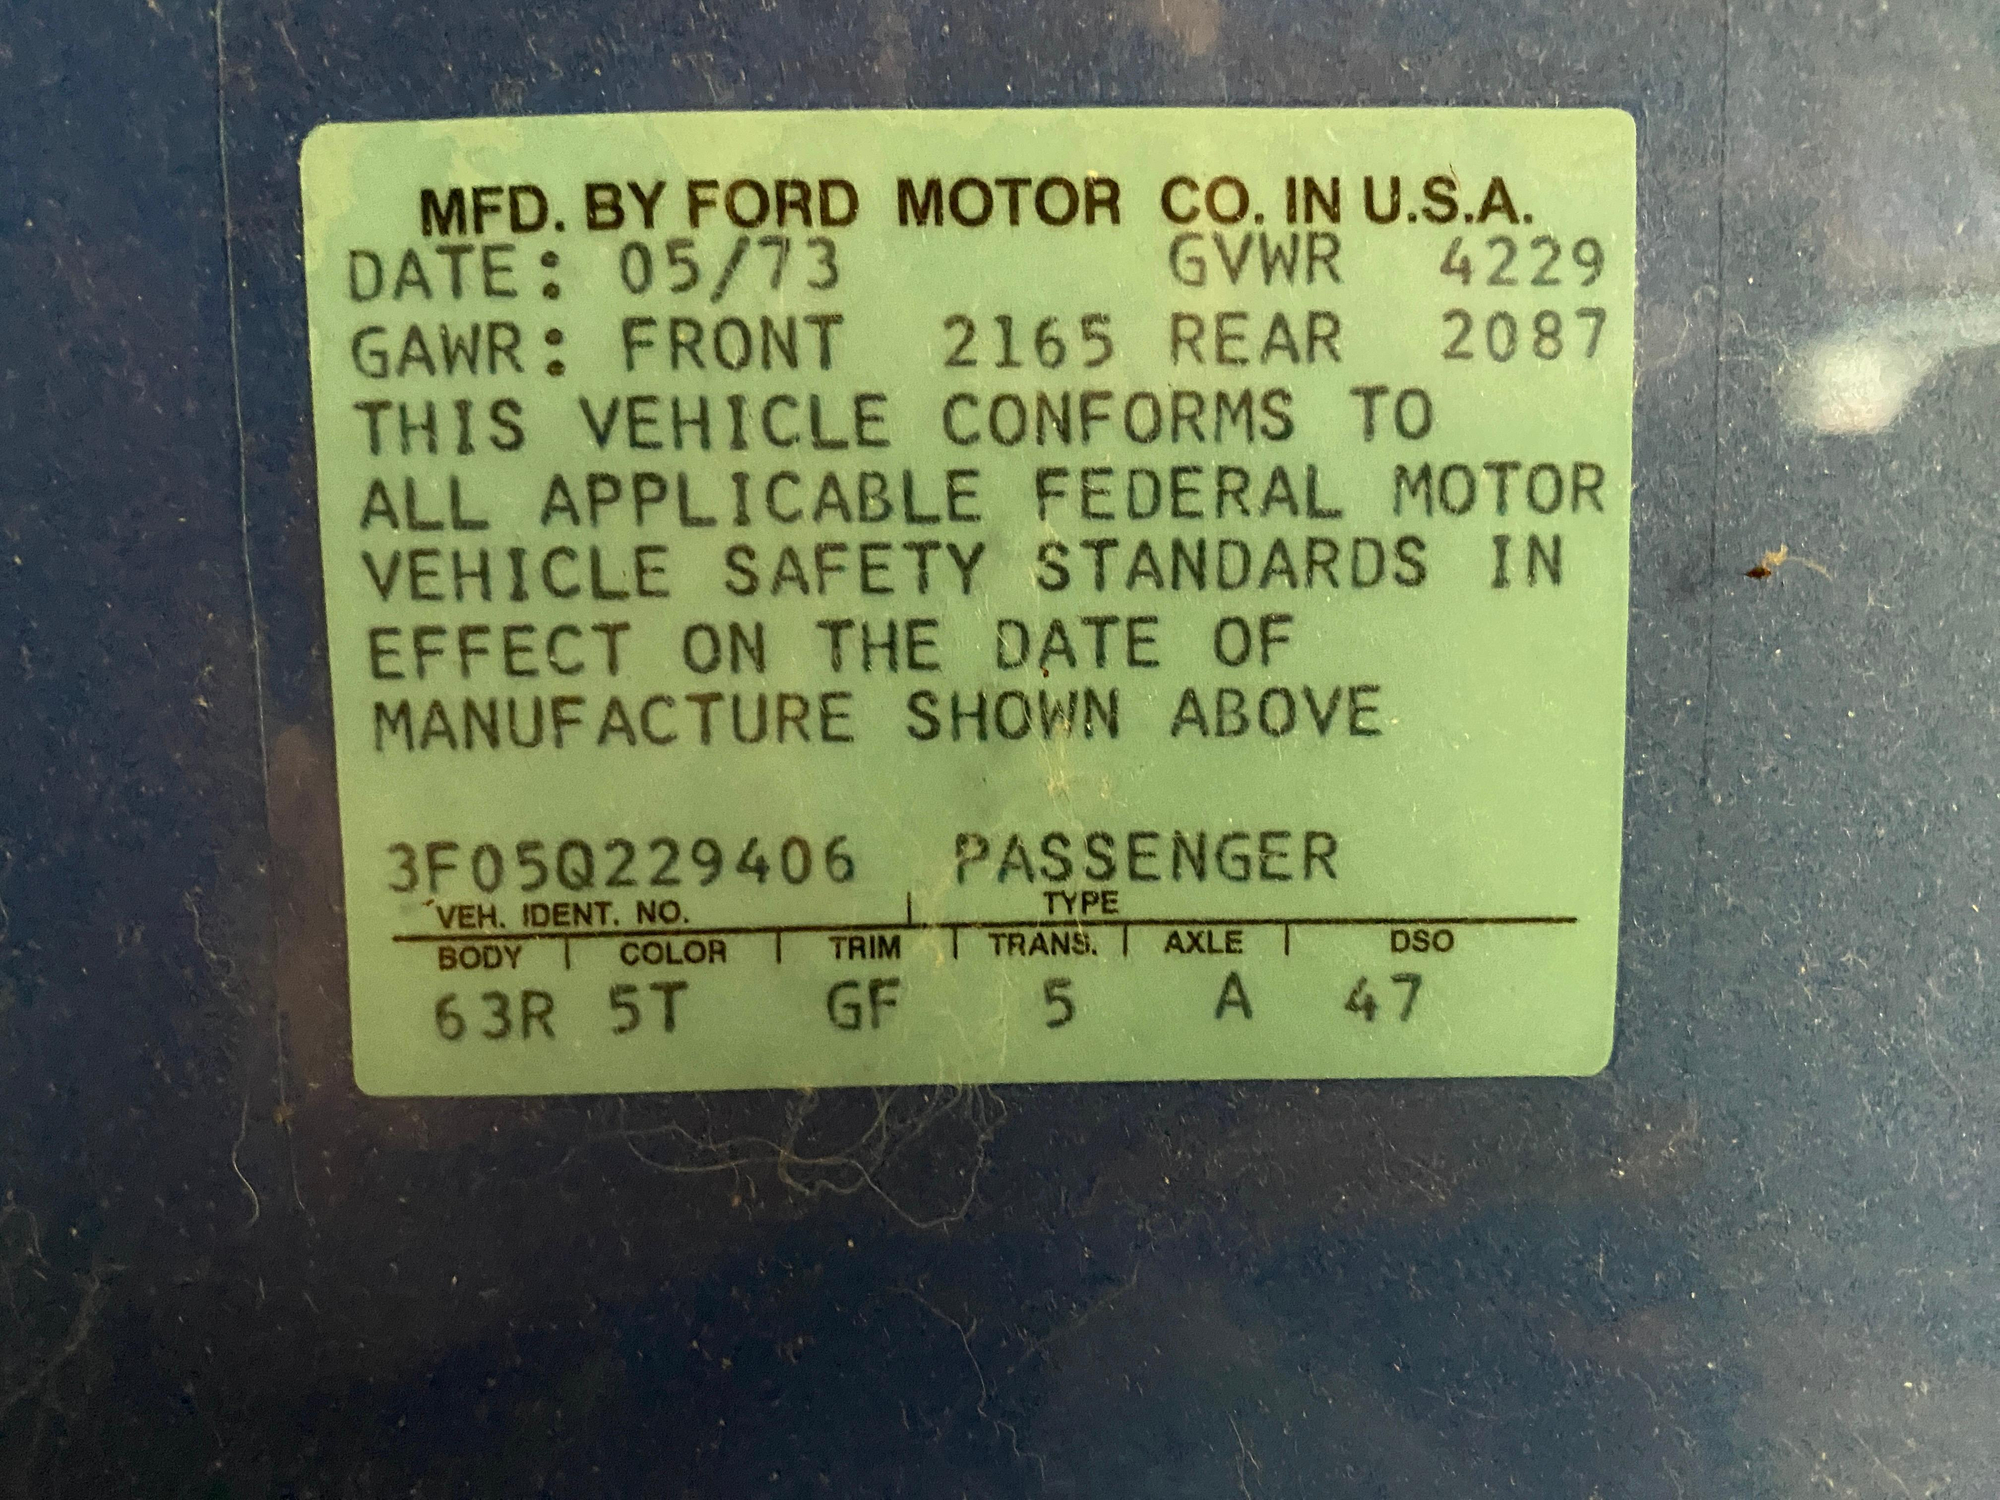 MFD. BY FORD MOTOR CO. IN U.S.A.
DATE: 05/73 GVWR 4229
GAWR: FRONT 2165 REAR 2087
THIS VEHICLE CONFORMS TO
ALL APPLICABLE FEDERAL MOTOR
VEHICLE SAFETY STANDARDS IN
EFFECT ON THE DATE OF
MANUFACTURE SHOWN ABOVE
3F05Q229406 PASSENGER
VEH. IDENT. NO. TYPE
BODY COLOR TRIM TRANS. AXLE DSO
63R 5T GF 5 A 47